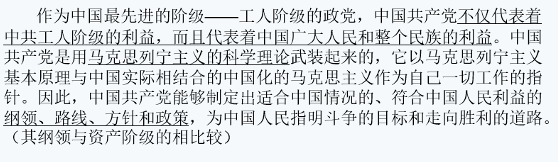 作为中国最先进的阶级——工人阶级的政党，中国共产党不仅代表着
中共工人阶级的利益，而且代表着中国广大人民和整个民族的利益。中国
共产党是用马克思列宁主义的科学理论武装起来的，它以马克思列宁主义
基本原理与中国实际相结合的中国化的马克思主义作为自己一切工作的指
针。因此，中国共产党能够制定出适合中国情况的、符合中国人民利益的
纲领、路线、方针和政策，为中国人民指明斗争的目标和走向胜利的道路。
（其纲领与资产阶级的相比较）